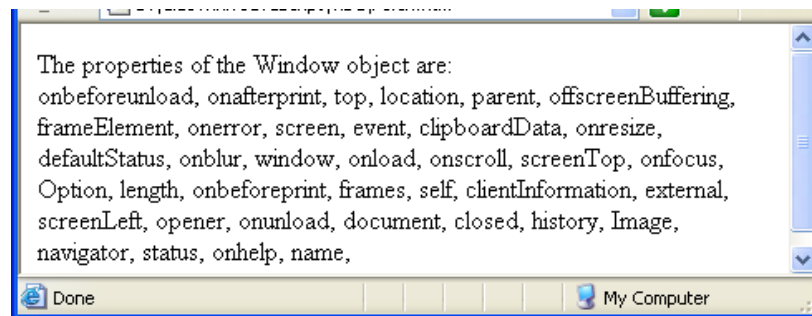 The properties of the Window object are:
onbeforeunload, onafterprint, top, location, parent, offscreenBuffering,
frameElement, onerror, screen, event, clipboardData, onresize,
defaultStatus, onblur, window, onload, onscroll, screenTop, onfocus,
Option, length, onbeforeprint, frames, self, clientInformation, external,
screenLeft, opener, onunload, document, closed, history, Image,
navigator, status, onhelp, name,
Done
My Computer